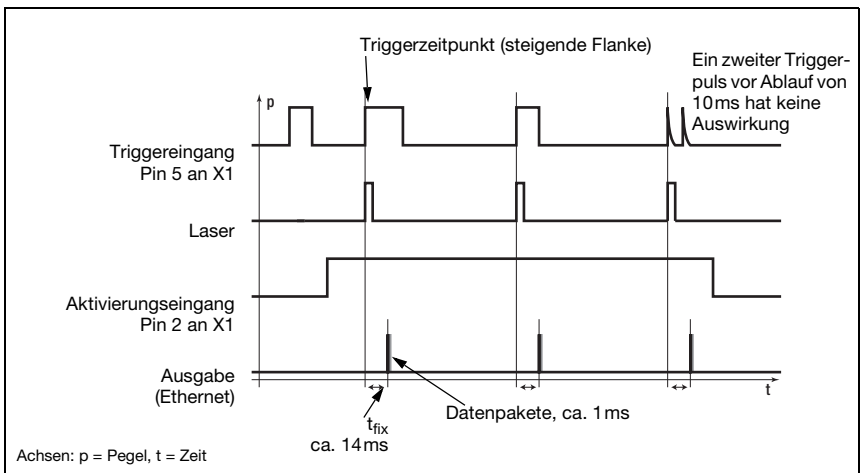 Triggerzeitpunkt (steigende Flanke)
Ein zweiter Trigger-
puls vor Ablauf von
10ms hat keine
Auswirkung
p
Triggereingang
Pin 5 an X1
Laser
Aktivierungseingang
Pin 2 an X1
Ausgabe
(Ethernet)
t
tfix
ca. 14ms
Datenpakete, ca. 1ms
Achsen: p = Pegel, t = Zeit